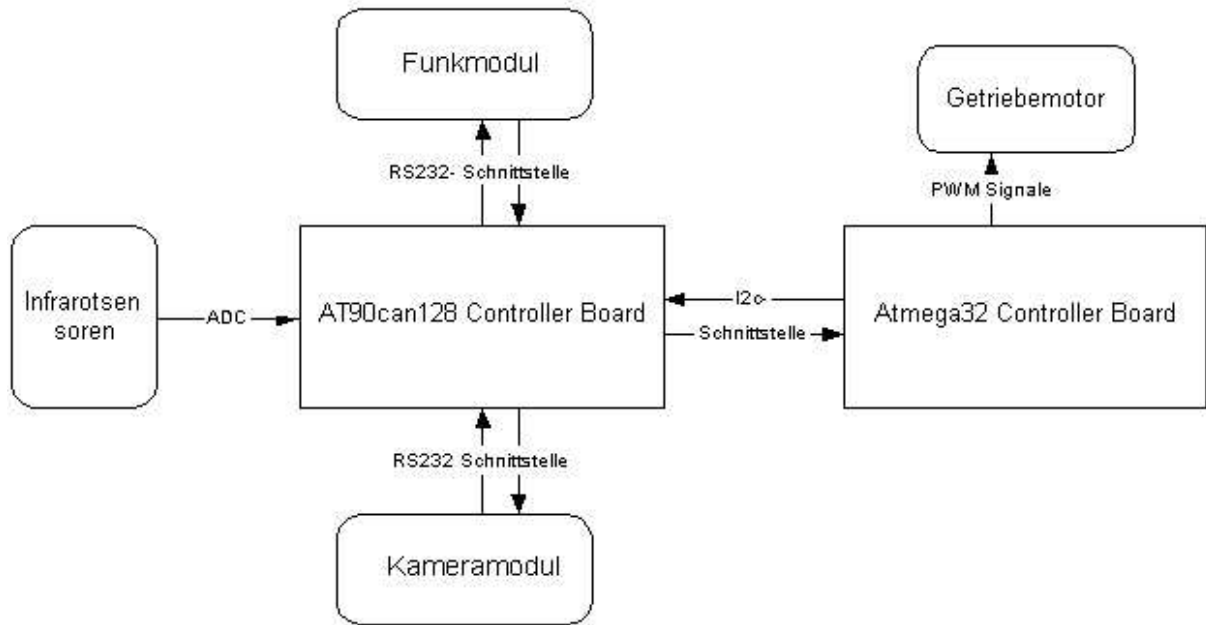 Funkmodul
Getriebemotor
RS232- Schnittstelle
PWM Signale
Infrarotsen
soren
ADC
AT90can128 Controller Board
I2c-
Schnittstelle
Atmega32 Controller Board
RS232 Schnittstelle
Kameramodul